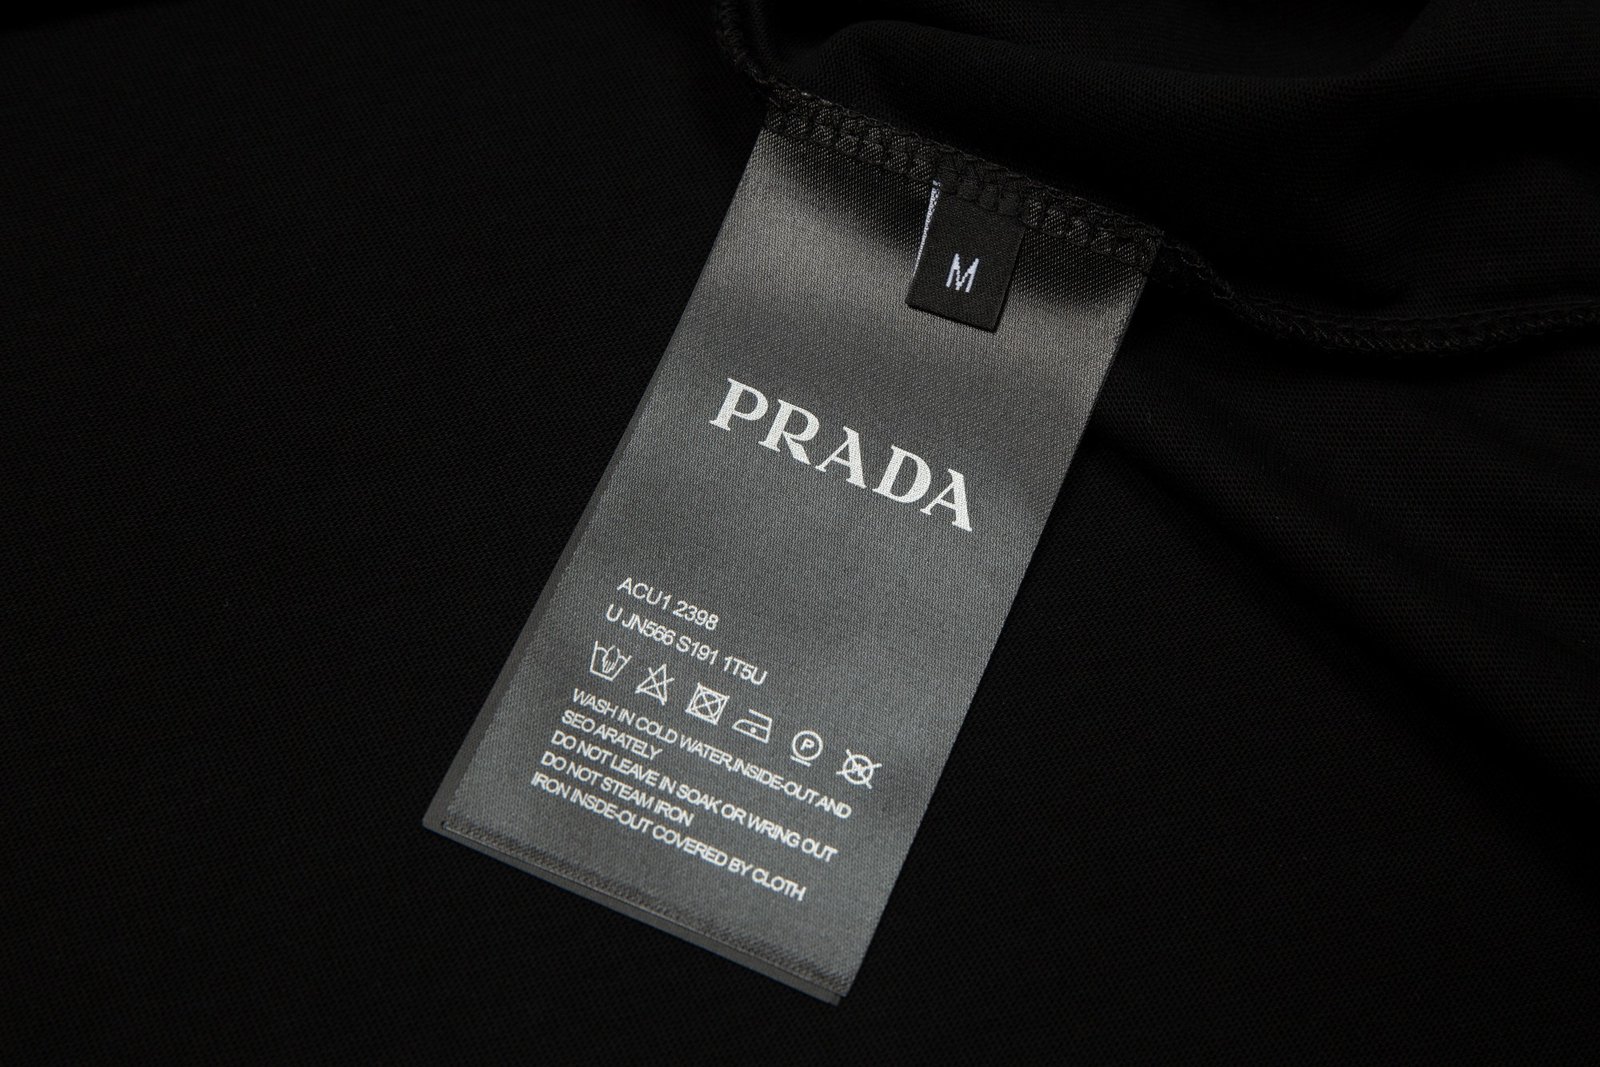 M
PRADA
ACU1 2398
U JN566 S191 1T5U
P
WASH IN COLD WATER,INSIDE-OUT AND
SEO ARATELY
DO NOT LEAVE IN SOAK OR WRING OUT
DO NOT STEAM IRON
IRON INSDE-OUT COVERED BY CLOTH